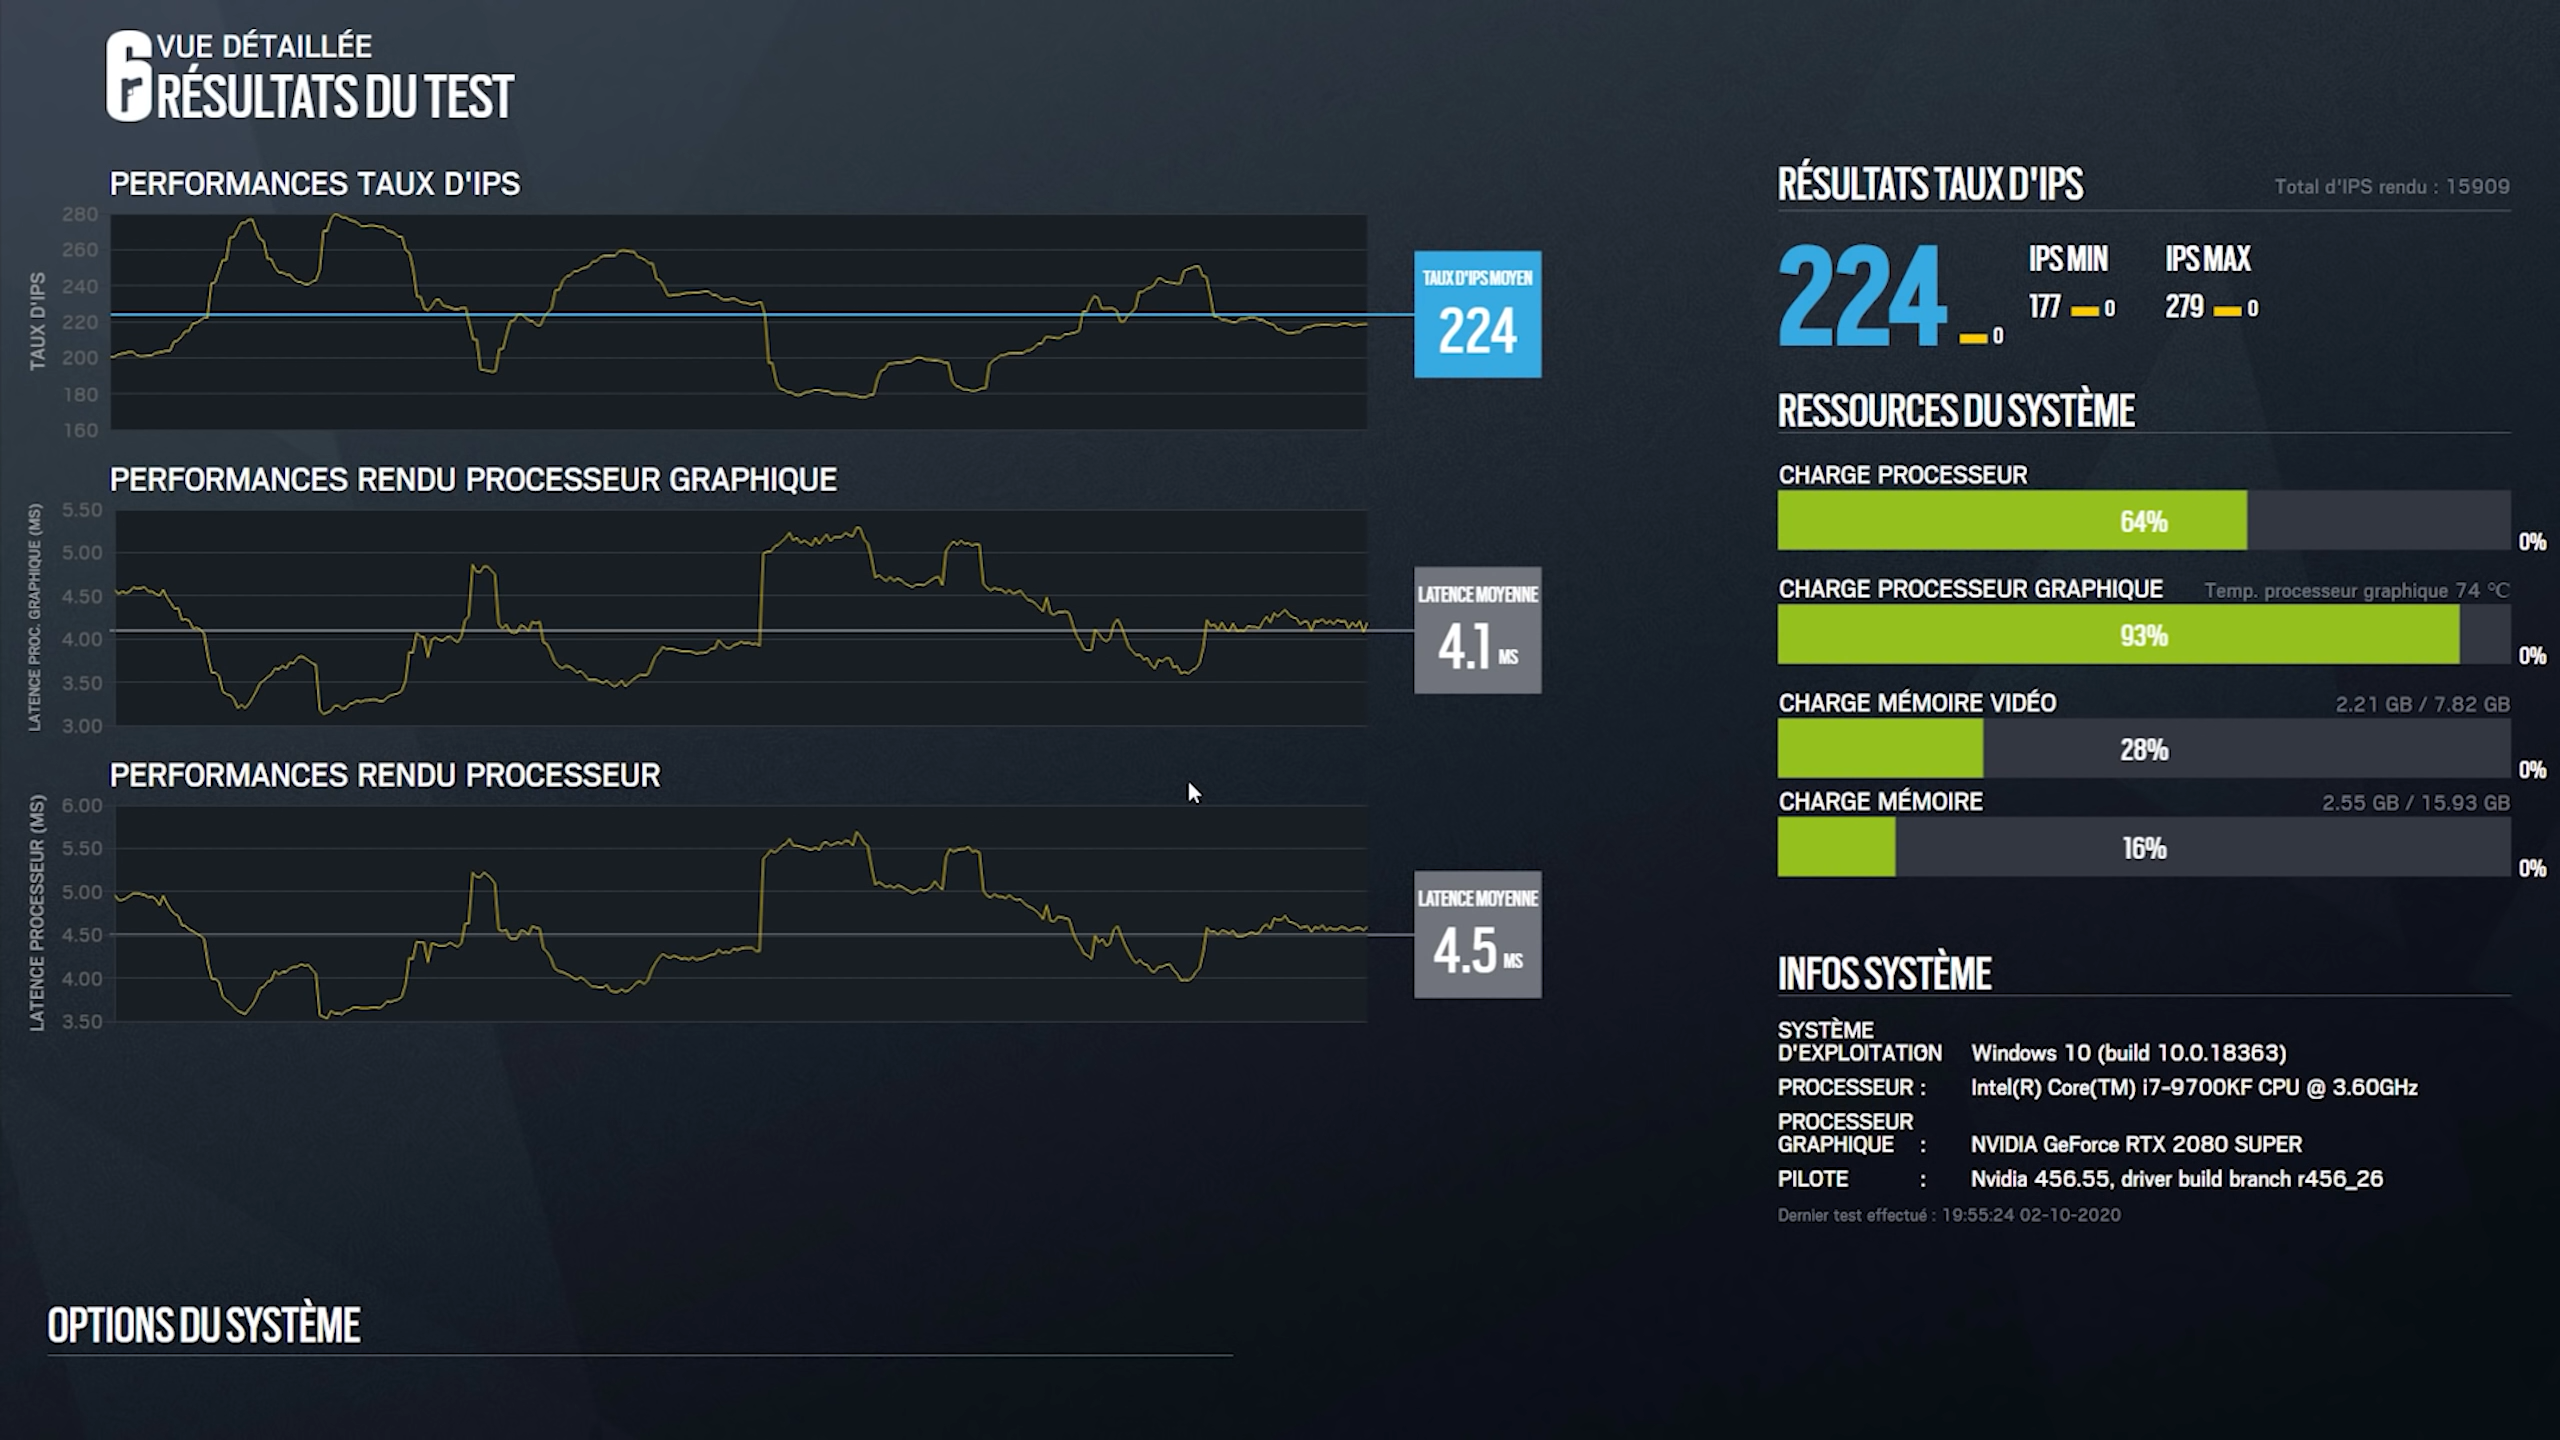 VUE DÉTAILLÉE
RÉSULTATS DU TEST
PERFORMANCES TAUX D'IPS
TAUX D'IPS
280
260
240
220
200
180
160
TAUX D'IPS MOYEN
224
PERFORMANCES RENDU PROCESSEUR GRAPHIQUE
LATENCE PROC. GRAPHIQUE (MS)
5.50
5.00
4.50
4.00
3.50
3.00
LATENCE MOYENNE
4.1 MS
PERFORMANCES RENDU PROCESSEUR
LATENCE PROCESSEUR (MS)
6.00
5.50
5.00
4.50
4.00
3.50
LATENCE MOYENNE
4.5 MS
RÉSULTATS TAUX D'IPS
Total d'IPS rendu : 15909
224 0
IPS MIN
177 0
IPS MAX
279 0
RESSOURCES DU SYSTÈME
CHARGE PROCESSEUR
64%
0%
CHARGE PROCESSEUR GRAPHIQUE
Temp. processeur graphique 74 °C
93%
0%
CHARGE MÉMOIRE VIDÉO
2.21 GB / 7.82 GB
28%
0%
CHARGE MÉMOIRE
2.55 GB / 15.93 GB
16%
0%
INFOS SYSTÈME
SYSTÈME
D'EXPLOITATION Windows 10 (build 10.0.18363)
PROCESSEUR : Intel(R) Core(TM) i7-9700KF CPU @ 3.60GHz
PROCESSEUR
GRAPHIQUE : NVIDIA GeForce RTX 2080 SUPER
PILOTE : Nvidia 456.55, driver build branch r456_26
Dernier test effectué : 19:55:24 02-10-2020
OPTIONS DU SYSTÈME